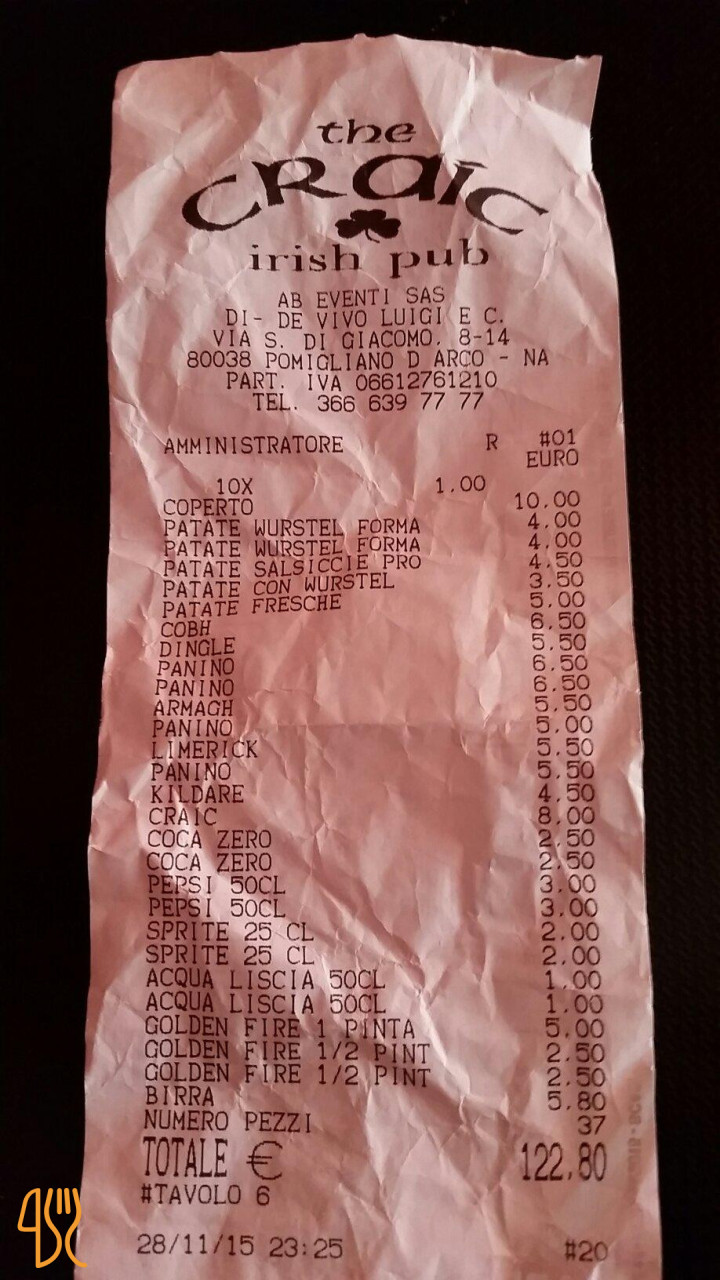 the
CRAIC
irish pub
AB EVENTI SAS
DI- DE VIVO LUIGI E C.
VIA S. DI GIACOMO. 8-14
80038 POMIGLIANO D ARCO - NA
PART. IVA 06612761210
TEL. 366 639 77 77
AMMINISTRATORE R #01
EURO
10X 1.00
COPERTO 10.00
PATATE WURSTEL FORMA 4.00
PATATE WURSTEL FORMA 4.00
PATATE SALSICCIE PRO 4.50
PATATE CON WURSTEL 3.50
PATATE FRESCHE 5.00
COBH 6.50
DINGLE 5.50
PANINO 6.50
PANINO 6.50
ARMAGH 5.50
PANINO 5.00
LIMERICK 5.50
PANINO 5.50
KILDARE 4.50
CRAIC 8.00
COCA ZERO 2.50
COCA ZERO 2.50
PEPSI 50CL 3.00
PEPSI 50CL 3.00
SPRITE 25 CL 2.00
SPRITE 25 CL 2.00
ACQUA LISCIA 50CL 1.00
ACQUA LISCIA 50CL 1.00
GOLDEN FIRE 1 PINTA 5.00
GOLDEN FIRE 1/2 PINT 2.50
GOLDEN FIRE 1/2 PINT 2.50
BIRRA 5.80
NUMERO PEZZI 37
TOTALE € 122,80
#TAVOLO 6
28/11/15 23:25 #20